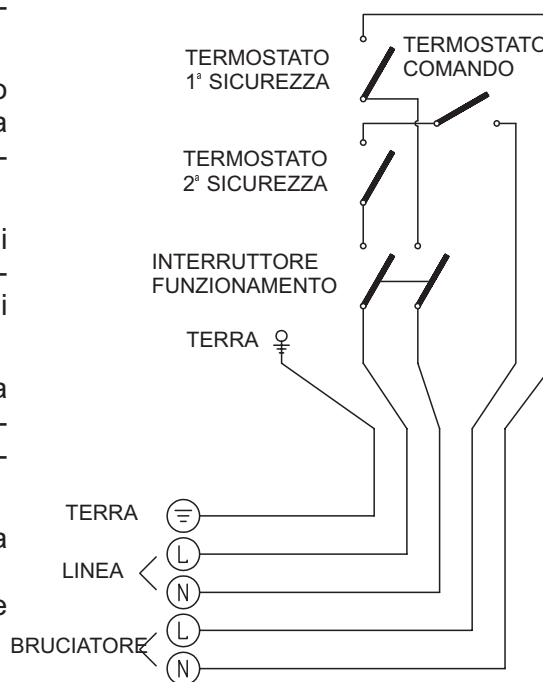 TERMOSTATO
1ª SICUREZZA
TERMOSTATO
COMANDO
TERMOSTATO
2ª SICUREZZA
INTERRUTTORE
FUNZIONAMENTO
TERRA
TERRA
LINEA
L
N
BRUCIATORE
L
N